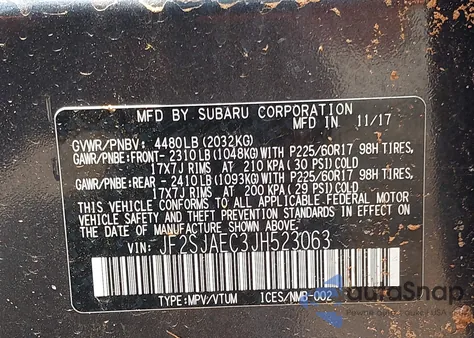 MFD BY SUBARU CORPORATION
MFD IN 11/17
GVWR/PNBV: 4480LB (2032KG)
GAWR/PNBE:FRONT- 2310LB (1048KG)WITH P225/60R17 98H TIRES,
17X7J RIMS AT 210 KPA( 30 PSI)COLD
GAWR/PNBE:REAR - 2410LB (1093KG)WITH P225/60R17 98H TIRES,
17X7J RIMS AT 200 KPA( 29 PSI)COLD
THIS VEHICLE CONFORMS TO ALL APPLICABLE FEDERAL MOTOR
VEHICLE SAFETY AND THEFT PREVENTION STANDARDS IN EFFECT ON
THE DATE OF MANUFACTURE SHOWN ABOVE.
VIN: JF2SJAEC3JH523063
TYPE:MPV/VTUM ICES/NMB-002
autoSnap